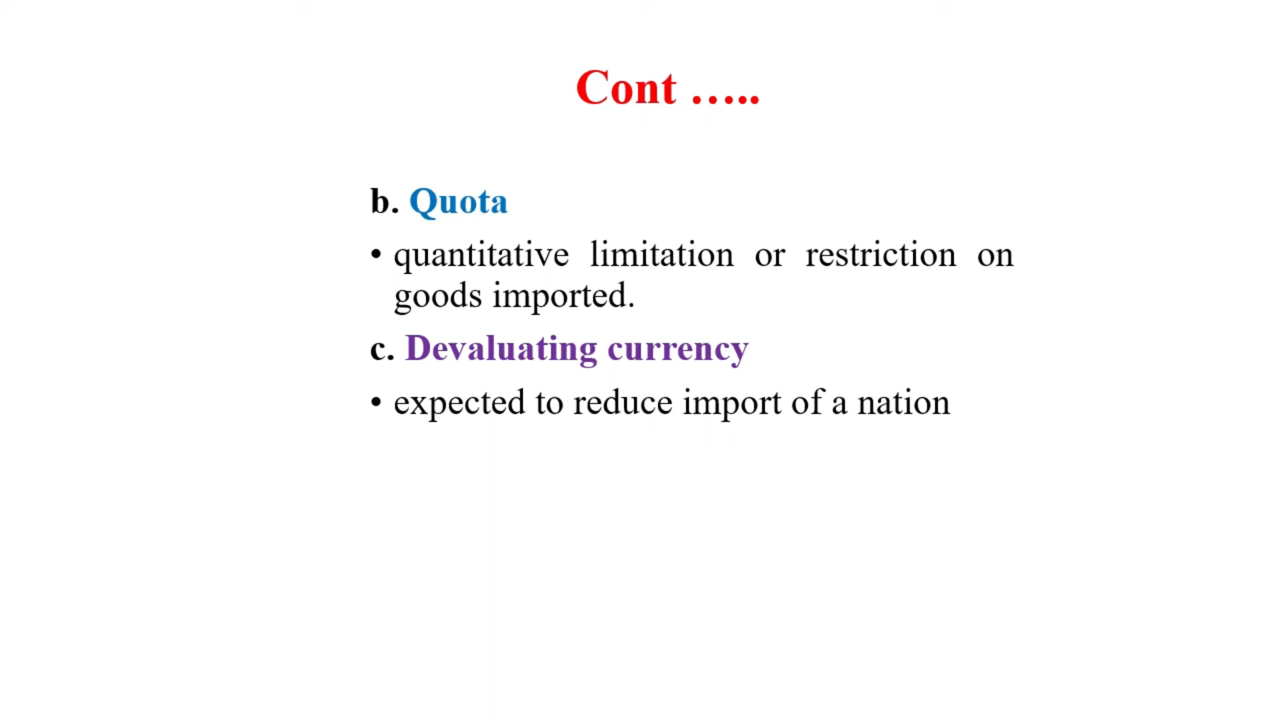 Cont …..
b. Quota
• quantitative limitation or restriction on
goods imported.
c. Devaluating currency
• expected to reduce import of a nation